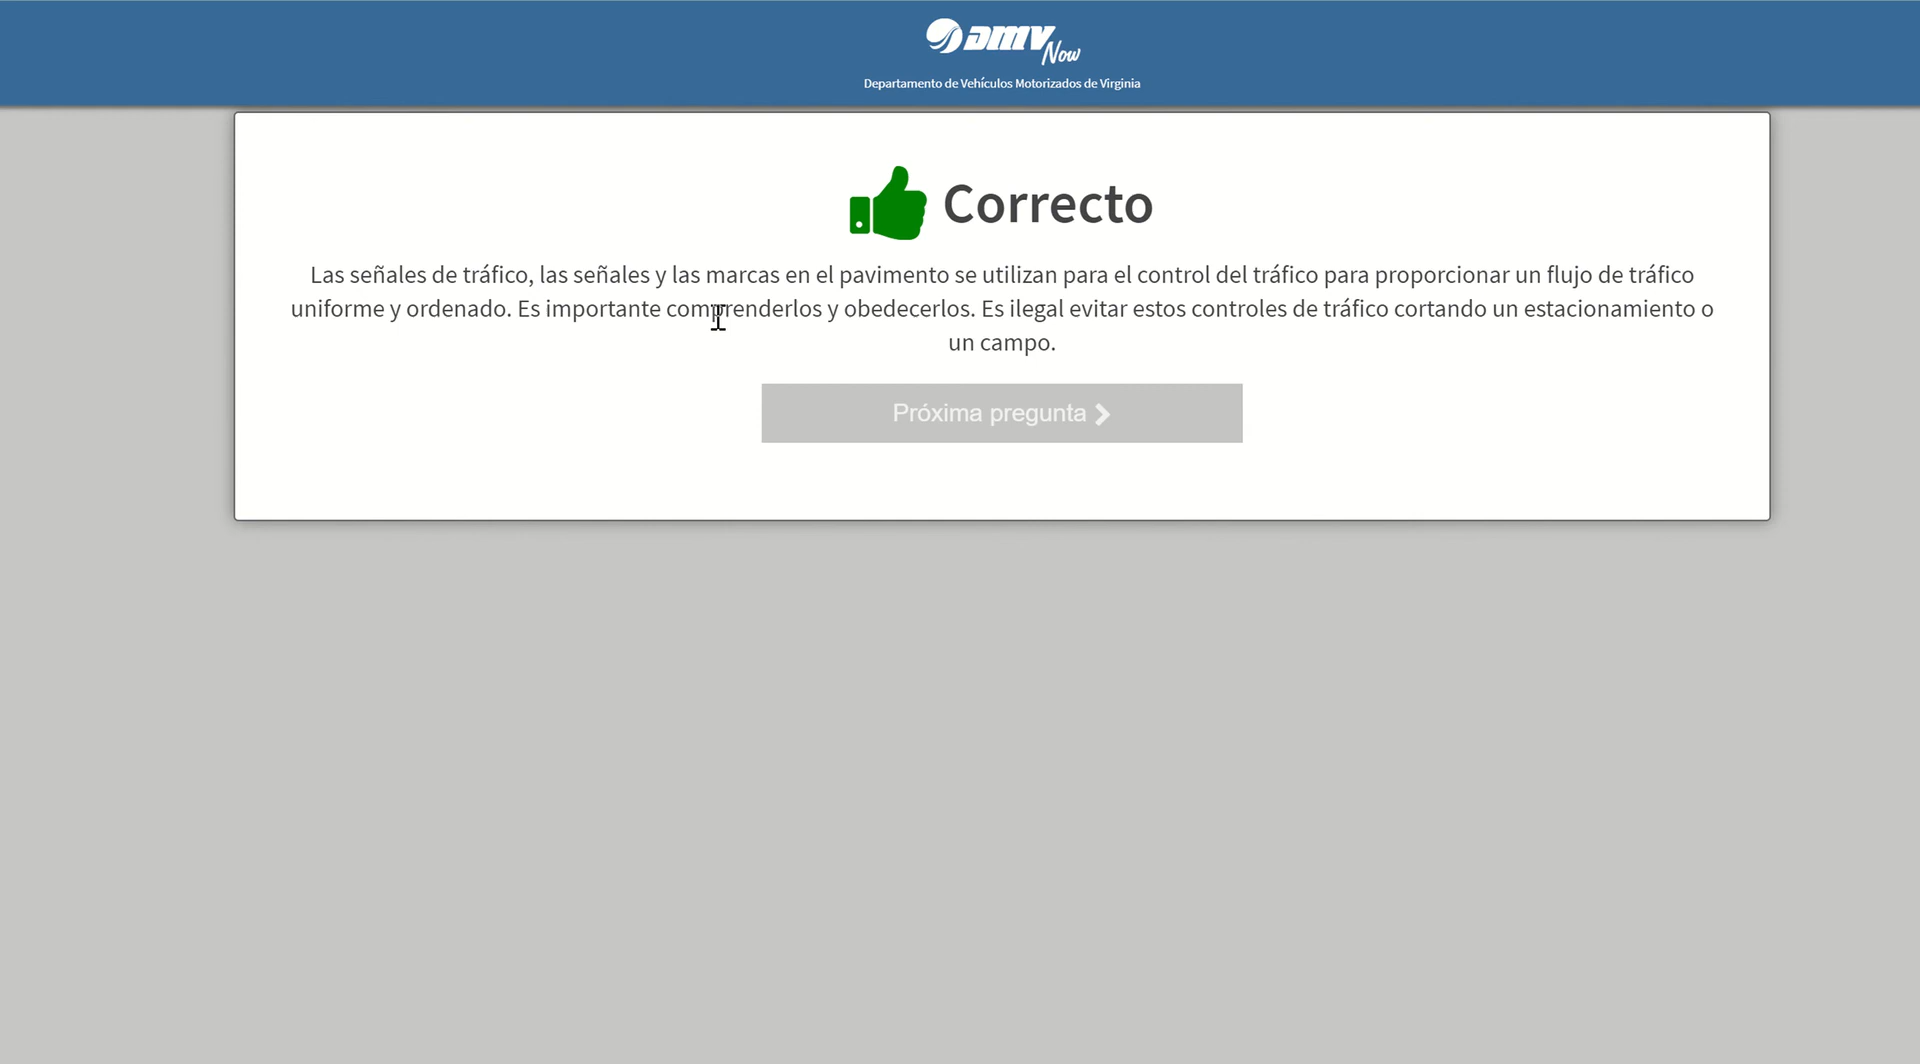 DMV Now
Departamento de Vehículos Motorizados de Virginia
Correcto
Las señales de tráfico, las señales y las marcas en el pavimento se utilizan para el control del tráfico para proporcionar un flujo de tráfico
uniforme y ordenado. Es importante comprenderlos y obedecerlos. Es ilegal evitar estos controles de tráfico cortando un estacionamiento o
un campo.
Próxima pregunta